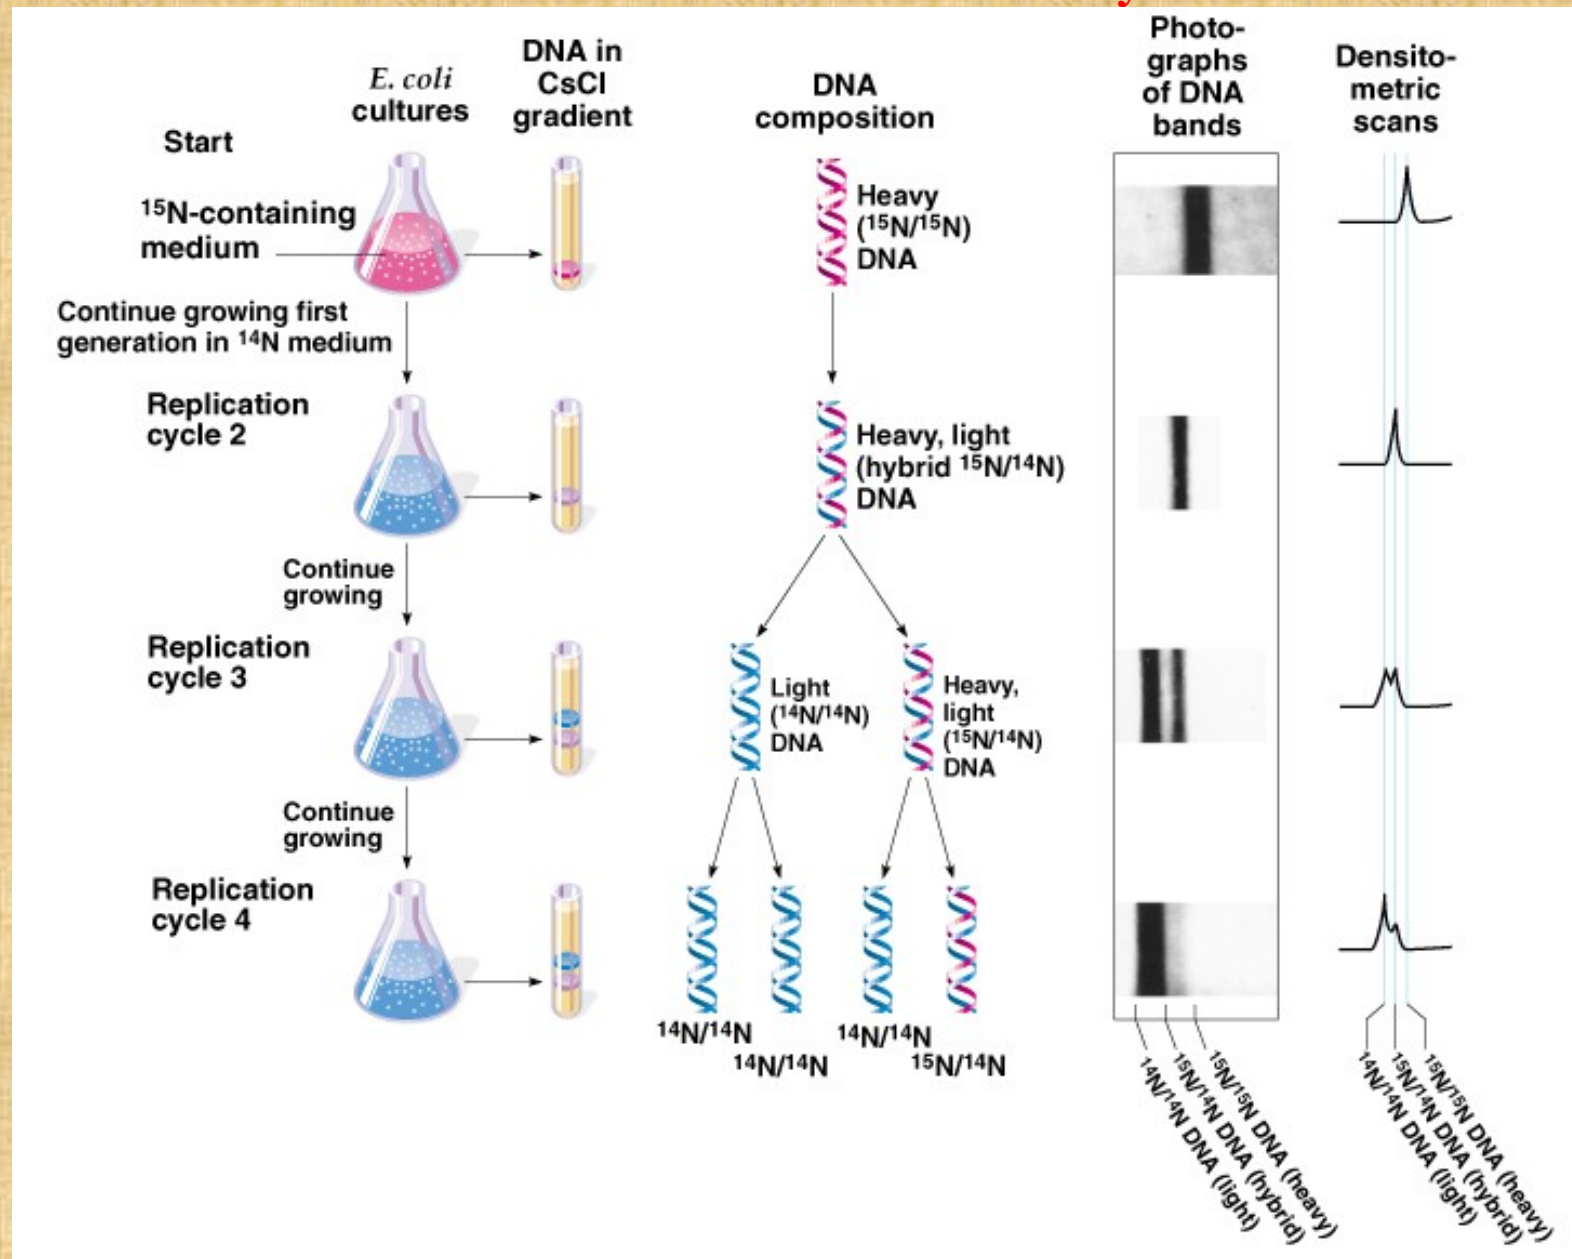 E. coli
cultures
DNA in
CsCl
gradient
DNA
composition
Photo-
graphs
of DNA
bands
Densito-
metric
scans
Start
¹⁵N-containing
medium
Heavy
(¹⁵N/¹⁵N)
DNA
Continue growing first
generation in ¹⁴N medium
Replication
cycle 2
Heavy, light
(hybrid ¹⁵N/¹⁴N)
DNA
Continue
growing
Replication
cycle 3
Light
(¹⁴N/¹⁴N)
DNA
Heavy,
light
(¹⁵N/¹⁴N)
DNA
Continue
growing
Replication
cycle 4
¹⁴N/¹⁴N
¹⁴N/¹⁴N
¹⁴N/¹⁴N
¹⁵N/¹⁴N
¹⁴N/¹⁴N DNA (light)
¹⁵N/¹⁴N DNA (hybrid)
¹⁵N/¹⁵N DNA (heavy)
¹⁴N/¹⁴N DNA (light)
¹⁵N/¹⁴N DNA (hybrid)
¹⁵N/¹⁵N DNA (heavy)